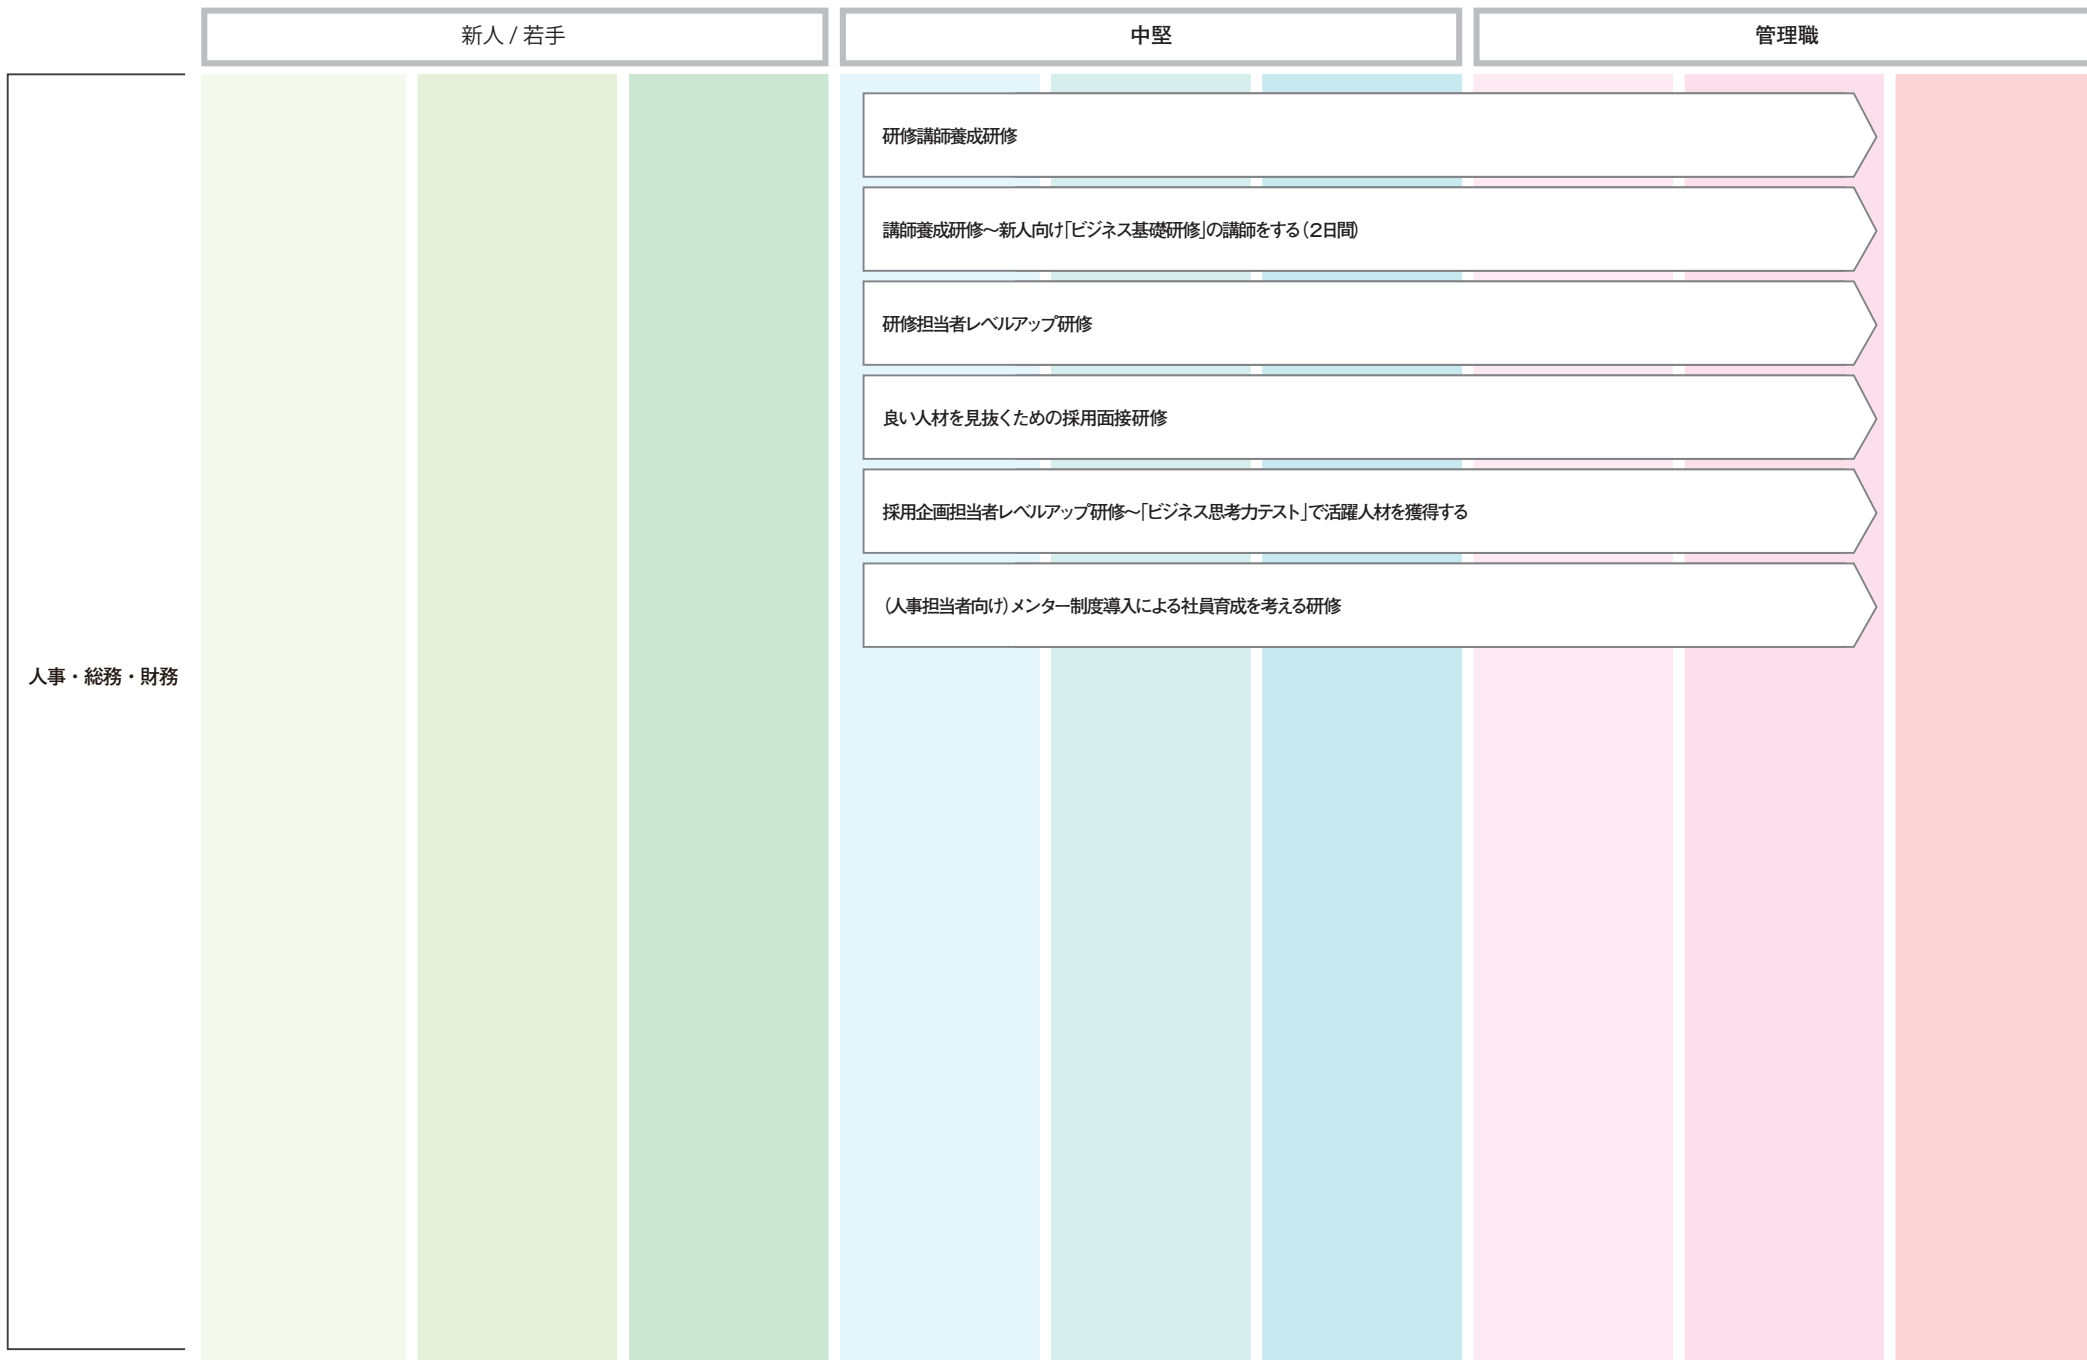 新人 / 若手
中堅
管理職
研修講師養成研修
講師養成研修～新人向け「ビジネス基礎研修」の講師をする（2日間）
研修担当者レベルアップ研修
良い人材を見抜くための採用面接研修
採用企画担当者レベルアップ研修～「ビジネス思考力テスト」で活躍人材を獲得する
（人事担当者向け）メンター制度導入による社員育成を考える研修
人事・総務・財務